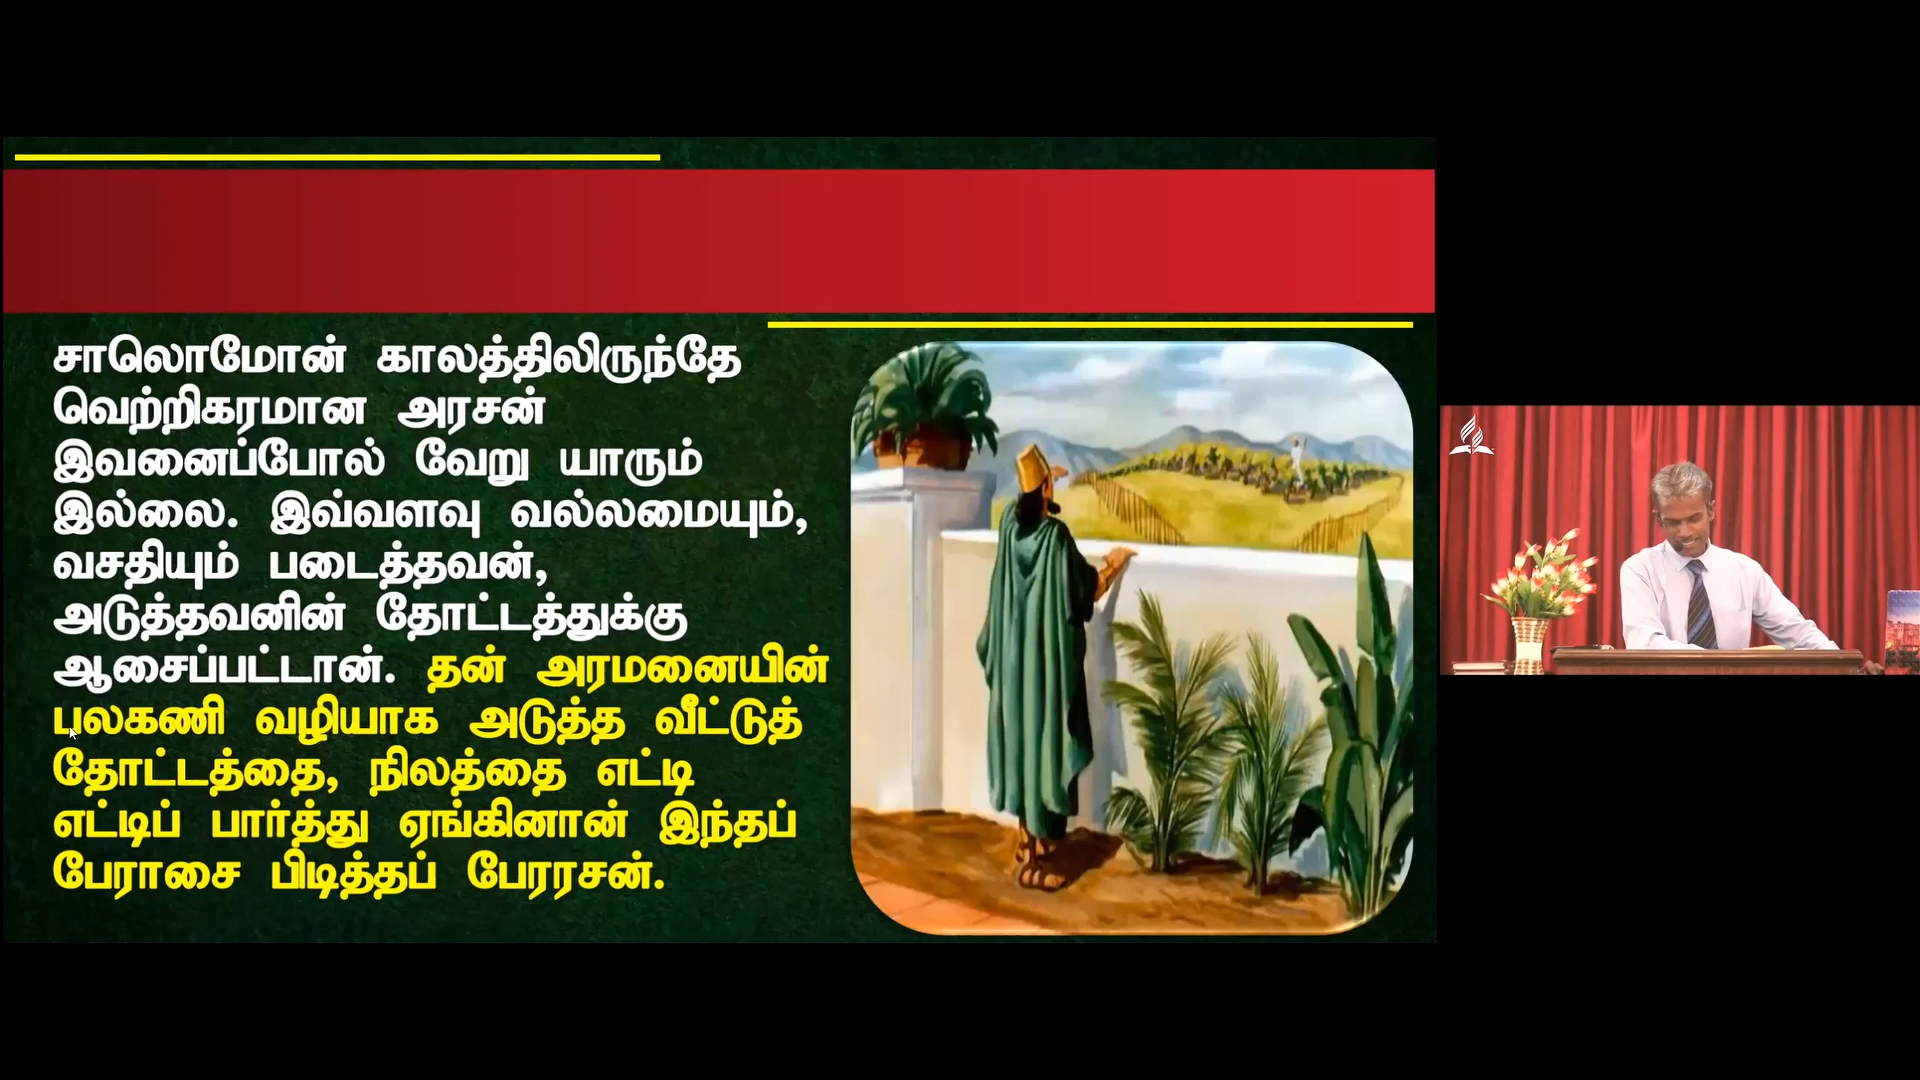 சாலொமோன் காலத்திலிருந்தே
வெற்றிகரமான அரசன்
இவனைப்போல் வேறு யாரும்
இல்லை. இவ்வளவு வல்லமையும்,
வசதியும் படைத்தவன்,
அடுத்தவனின் தோட்டத்துக்கு
ஆசைப்பட்டான். தன் அரமனையின்
பலகணி வழியாக அடுத்த வீட்டுத்
தோட்டத்தை, நிலத்தை எட்டி
எட்டிப் பார்த்து ஏங்கினான் இந்தப்
பேராசை பிடித்தப் பேரரசன்.